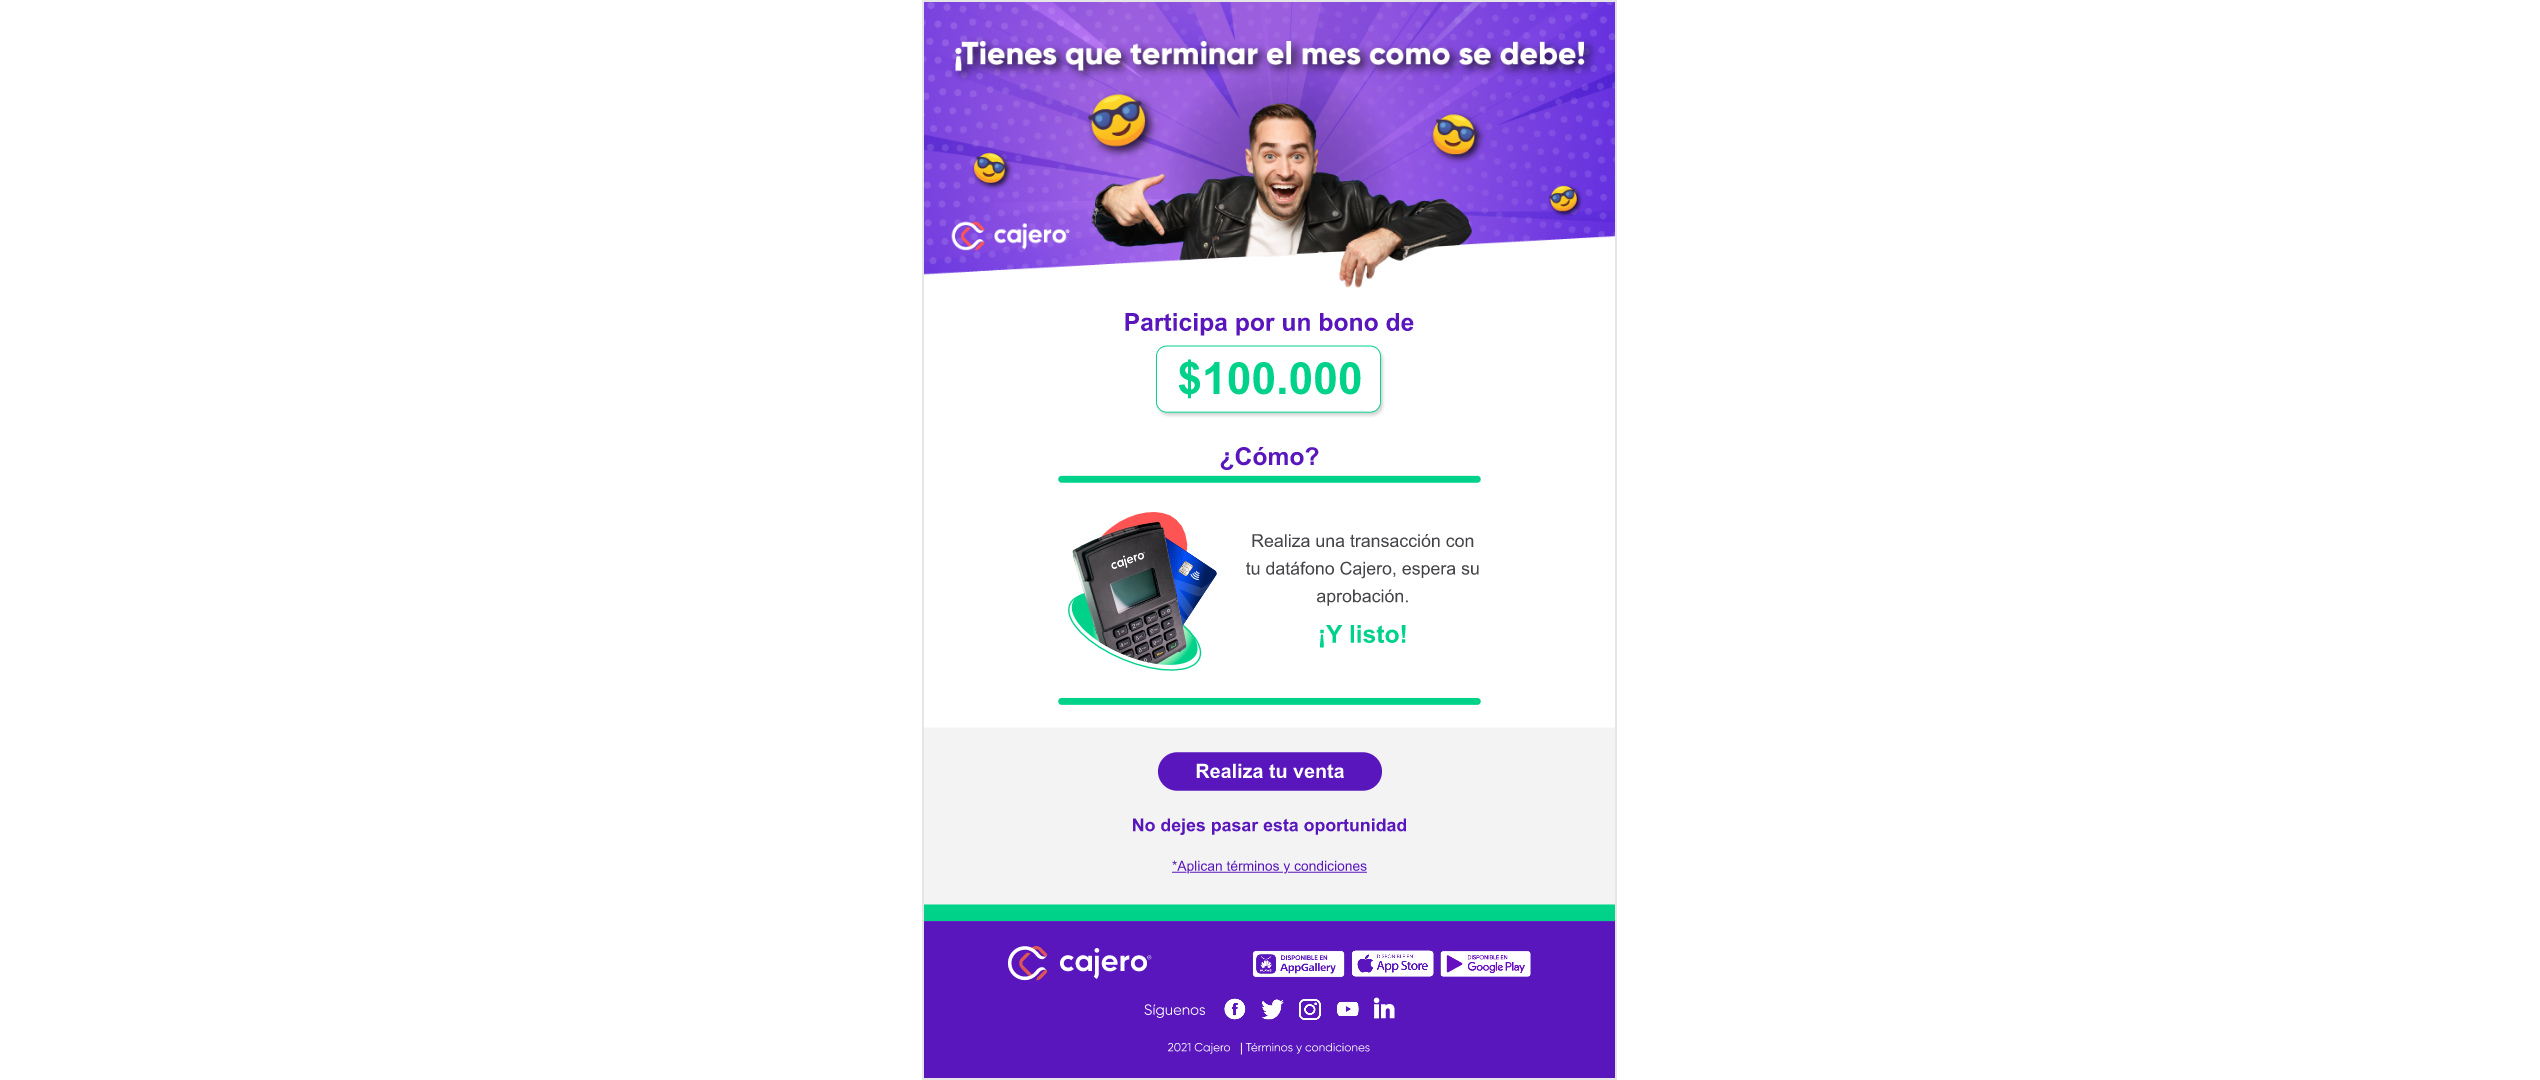 ¡Tienes que terminar el mes como se debe!
cajero
Participa por un bono de
$100.000
¿Cómo?
cajero
Realiza una transacción con
tu datáfono Cajero, espera su
aprobación.
¡Y listo!
Realiza tu venta
No dejes pasar esta oportunidad
*Aplican términos y condiciones
cajero
DISPONIBLE EN
AppGallery
DISPONIBLE EN
App Store
DISPONIBLE EN
Google Play
Síguenos
2021 Cajero | Términos y condiciones